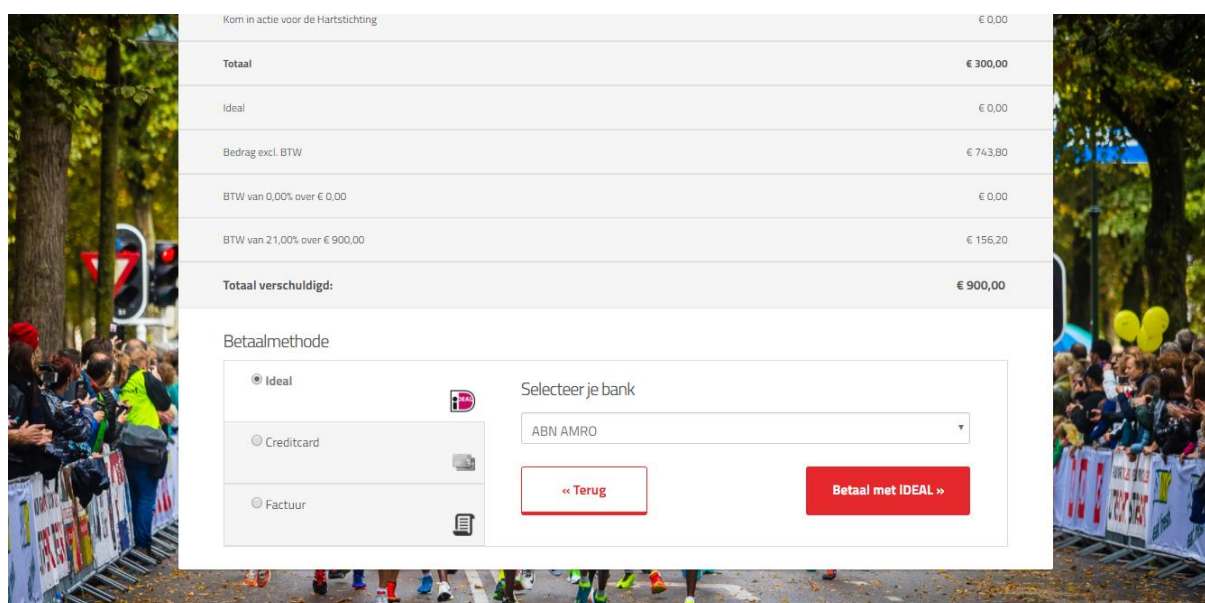 Kom in actie voor de Hartstichting € 0,00
Totaal € 300,00
Ideal € 0,00
Bedrag excl. BTW € 743,80
BTW van 0,00% over € 0,00 € 0,00
BTW van 21,00% over € 900,00 € 156,20
Totaal verschuldigd: € 900,00
Betaalmethode
Ideal
Selecteer je bank
ABN AMRO
Creditcard
« Terug
Betaal met IDEAL »
Factuur